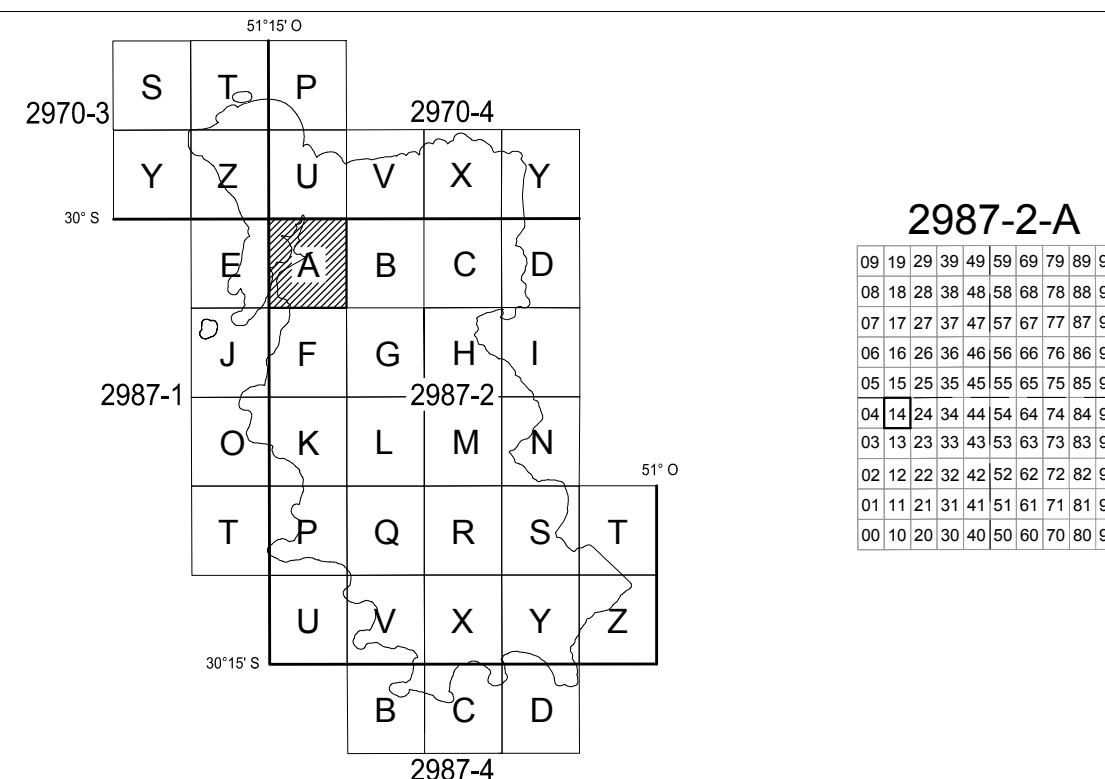 51°15' O
S T P
2970-3 2970-4
Y Z U V X Y
30° S
E A B C D
J F G H I
2987-1 2987-2
O K L M N
51° O
T P Q R S T
U V X Y Z
30°15' S
B C D
2987-4
2987-2-A
09 19 29 39 49 59 69 79 89
08 18 28 38 48 58 68 78 88
07 17 27 37 47 57 67 77 87
06 16 26 36 46 56 66 76 86
05 15 25 35 45 55 65 75 85
04 14 24 34 44 54 64 74 84
03 13 23 33 43 53 63 73 83
02 12 22 32 42 52 62 72 82
01 11 21 31 41 51 61 71 81
00 10 20 30 40 50 60 70 80